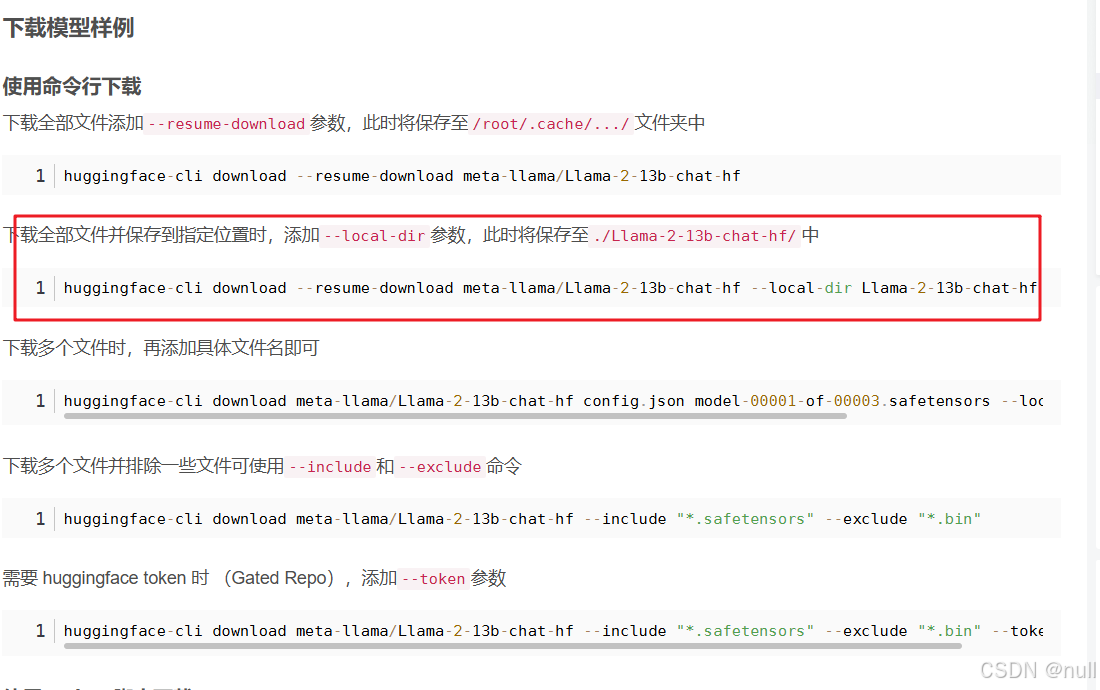 下载模型样例
使用命令行下载
下载全部文件添加 --resume-download 参数，此时将保存至 /root/.cache/.../ 文件夹中
1 huggingface-cli download --resume-download meta-llama/Llama-2-13b-chat-hf
下载全部文件并保存到指定位置时，添加 --local-dir 参数，此时将保存至 ./Llama-2-13b-chat-hf/ 中
1 huggingface-cli download --resume-download meta-llama/Llama-2-13b-chat-hf --local-dir Llama-2-13b-chat-hf
下载多个文件时，再添加具体文件名即可
1 huggingface-cli download meta-llama/Llama-2-13b-chat-hf config.json model-00001-of-00003.safetensors --loc
下载多个文件并排除一些文件可使用 --include 和 --exclude 命令
1 huggingface-cli download meta-llama/Llama-2-13b-chat-hf --include "*.safetensors" --exclude "*.bin"
需要 huggingface token 时 （Gated Repo），添加 --token 参数
1 huggingface-cli download meta-llama/Llama-2-13b-chat-hf --include "*.safetensors" --exclude "*.bin" --toke
CSDN @null